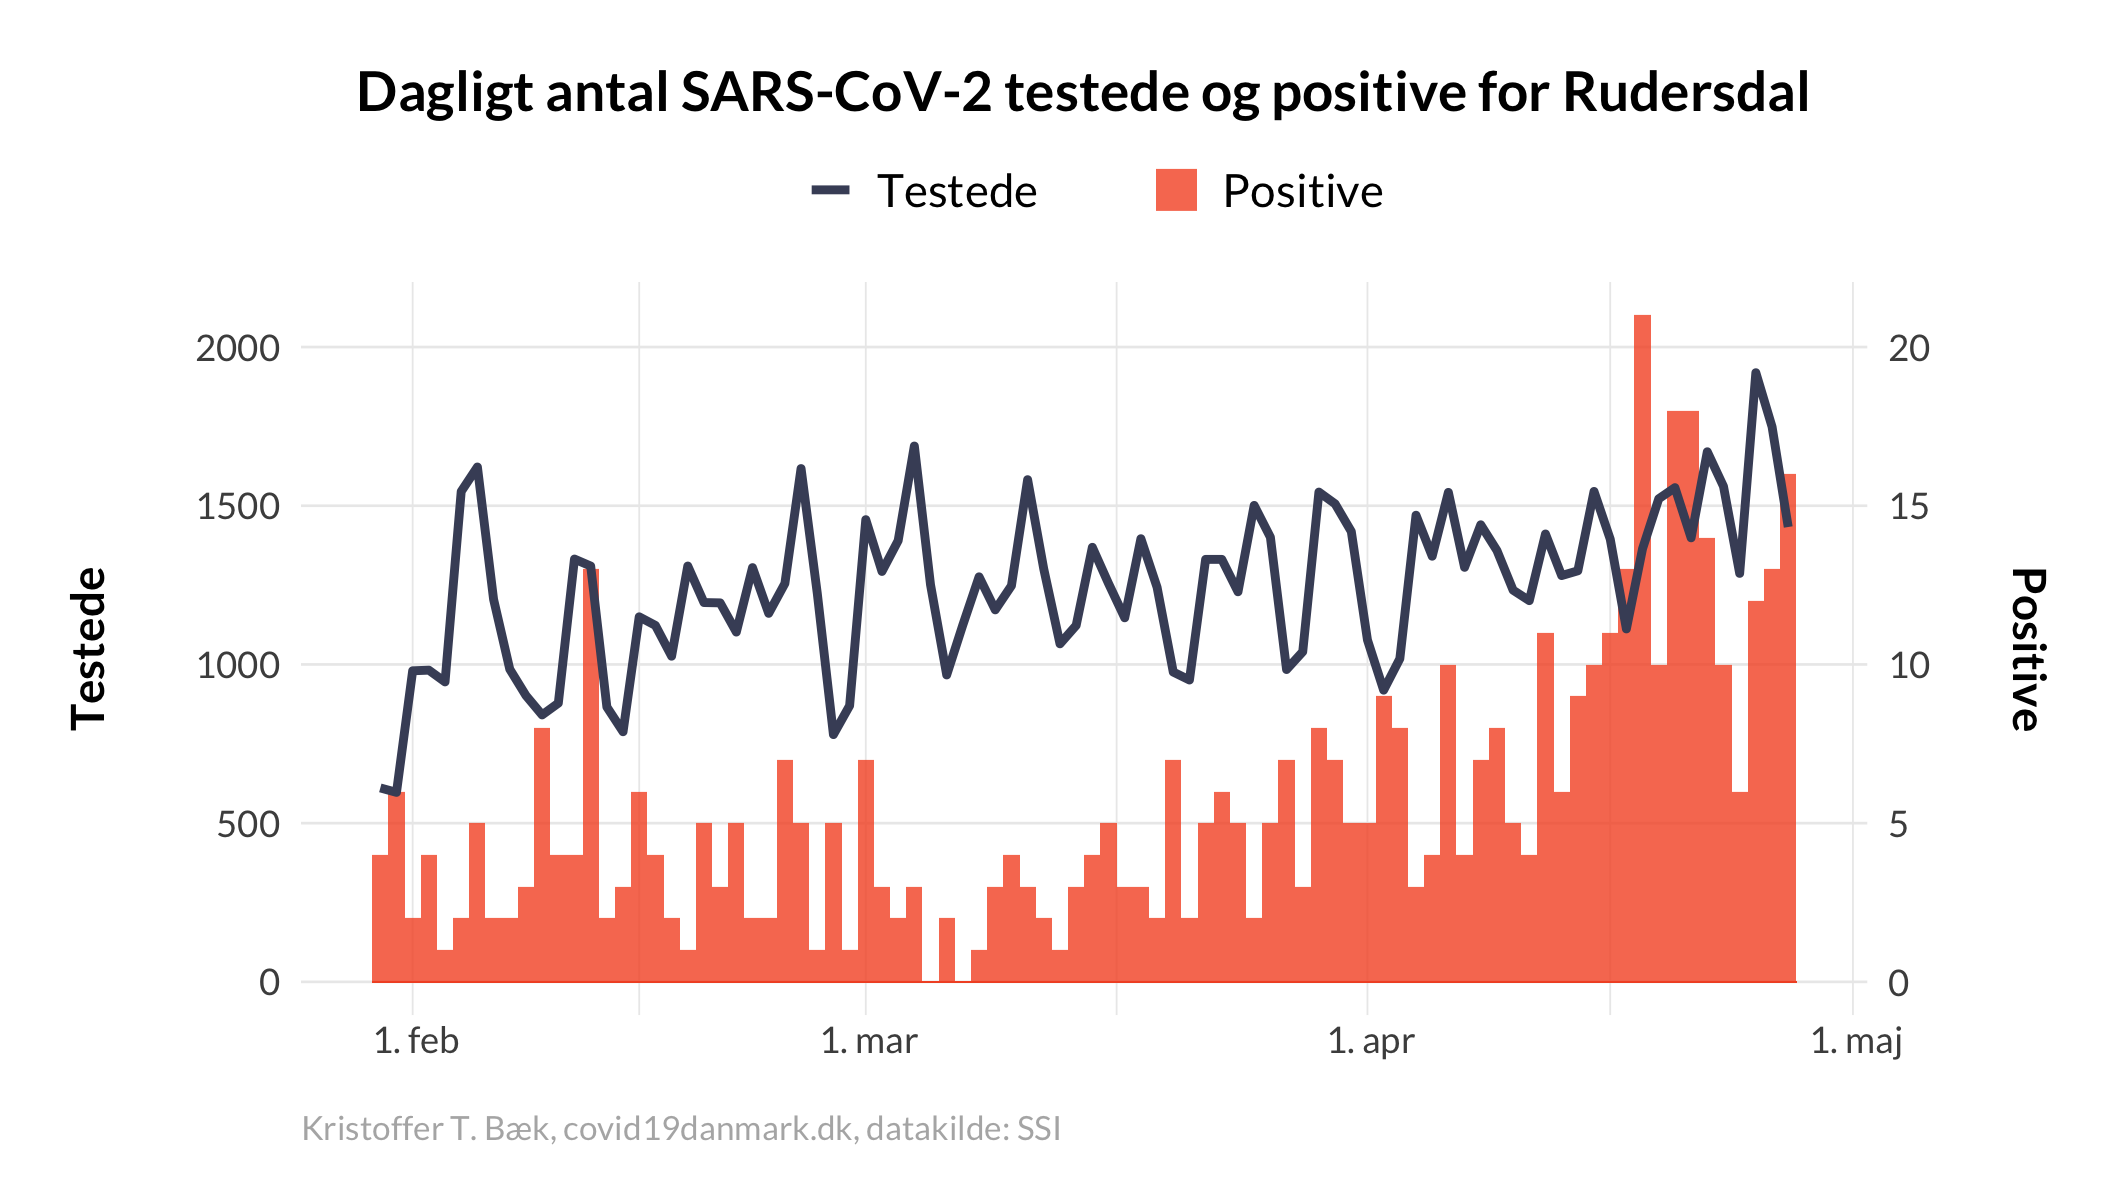 Dagligt antal SARS-CoV-2 testede og positive for Rudersdal
Testede
Positive
2000
1500
1000
500
0
20
15
10
5
0
Testede
Positive
1. feb
1. mar
1. apr
1. maj
Kristoffer T. Bæk, covid19danmark.dk, datakilde: SSI